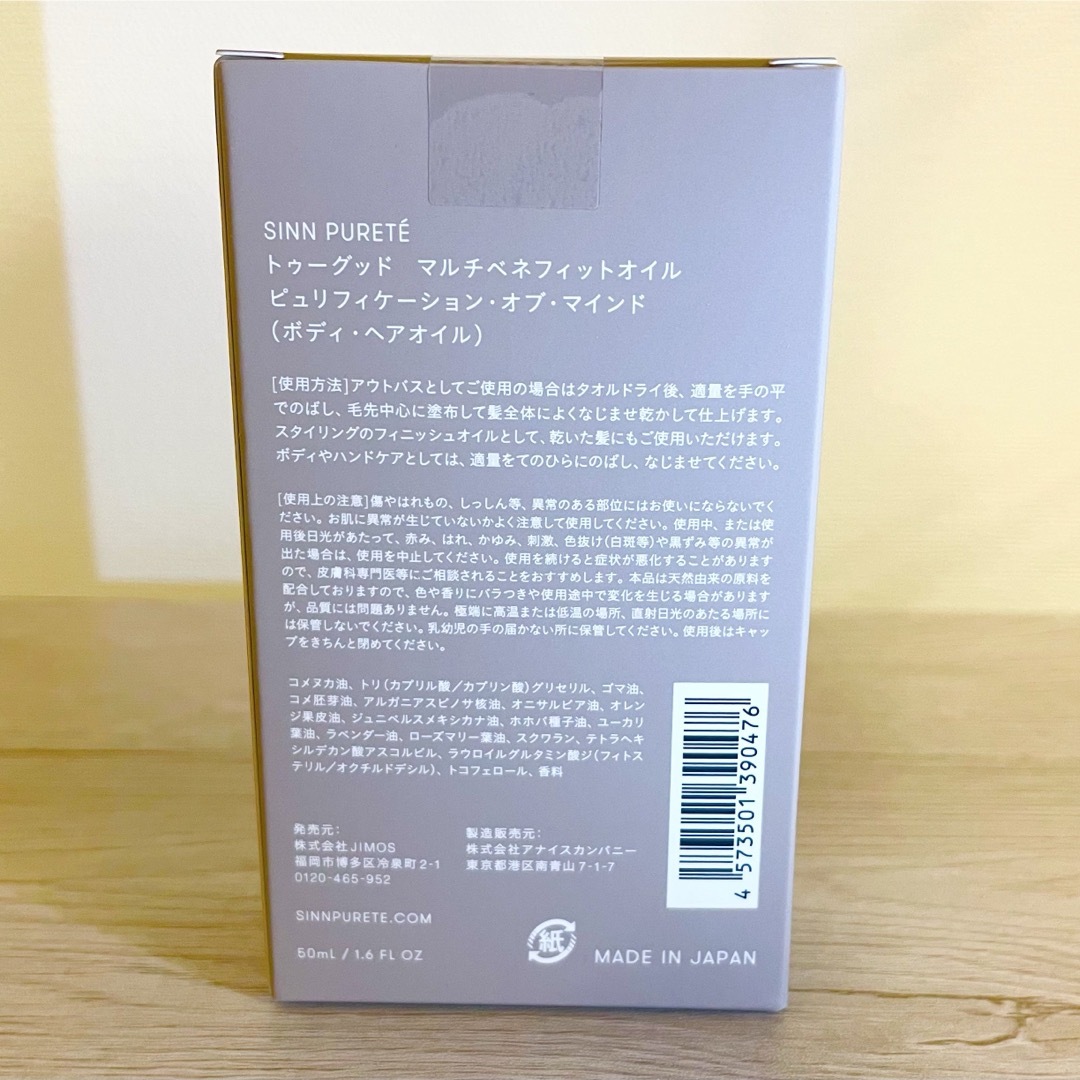 SINN PURETÉ
トゥーグッド　マルチベネフィットオイル
ピュリフィケーション・オブ・マインド
（ボディ・ヘアオイル）
[使用方法]アウトバスとしてご使用の場合はタオルドライ後、適量を手の平
でのばし、毛先中心に塗布して髪全体によくなじませ乾かして仕上げます。
スタイリングのフィニッシュオイルとして、乾いた髪にもご使用いただけます。
ボディやハンドケアとしては、適量をてのひらにのばし、なじませてください。
[使用上の注意]傷やはれもの、しっしん等、異常のある部位にはお使いにならないでく
ださい。お肌に異常が生じていないかよく注意して使用してください。使用中、または使
用後日光があたって、赤み、はれ、かゆみ、刺激、色抜け(白斑等)や黒ずみ等の異常が
出た場合は、使用を中止してください。使用を続けると症状が悪化することがあります
ので、皮膚科専門医等にご相談されることをおすすめします。本品は天然由来の原料を
配合しておりますので、色や香りにバラつきや使用途中で変化を生じる場合があります
が、品質には問題ありません。極端に高温または低温の場所、直射日光のあたる場所に
は保管しないでください。乳幼児の手の届かない所に保管してください。使用後はキャッ
プをきちんと閉めてください。
コメヌカ油、トリ(カプリル酸／カプリン酸)グリセリル、ゴマ油、
コメ胚芽油、アルガニアスピノサ核油、オニサルビア油、オレン
ジ果皮油、ジュニペルスメキシカナ油、ホホバ種子油、ユーカリ
葉油、ラベンダー油、ローズマリー葉油、スクワラン、テトラヘキ
シルデカン酸アスコルビル、ラウロイルグルタミン酸ジ(フィトス
テリル／オクチルドデシル)、トコフェロール、香料
発売元:
株式会社JIMOS
福岡市博多区冷泉町2-1
0120-465-952
製造販売元:
株式会社アナイスカンパニー
東京都港区南青山7-1-7
4 573501 390476
SINNPURETE.COM
50mL / 1.6 FL OZ
紙
MADE IN JAPAN